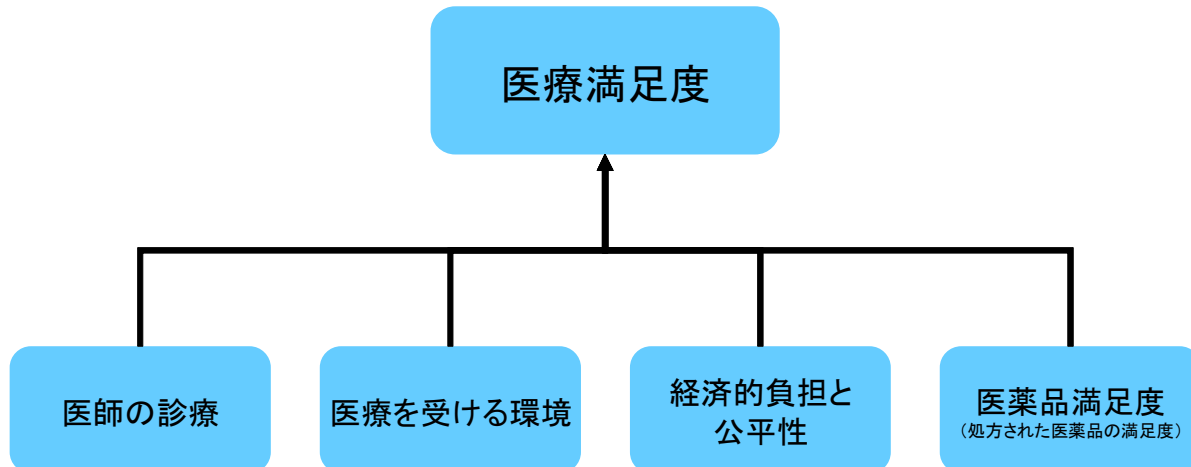 医療満足度
医師の診療
医療を受ける環境
経済的負担と
公平性
医薬品満足度
（処方された医薬品の満足度）